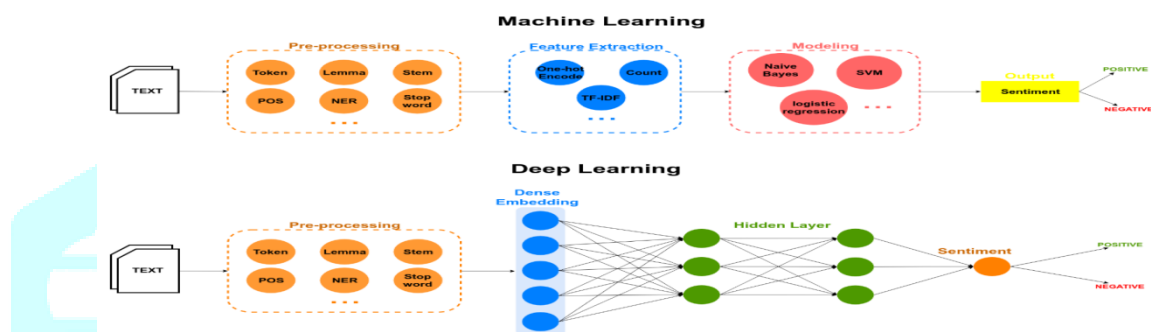 Machine Learning
Pre-processing
Feature Extraction
Modeling
Output
TEXT
Token
Lemma
Stem
POS
NER
Stop
word
...
One-hot
Encode
Count
TF-IDF
...
Naive
Bayes
SVM
logistic
regression
...
Sentiment
POSITIVE
NEGATIVE
Deep Learning
Pre-processing
Dense
Embedding
Hidden Layer
Sentiment
TEXT
Token
Lemma
Stem
POS
NER
Stop
word
...
POSITIVE
NEGATIVE